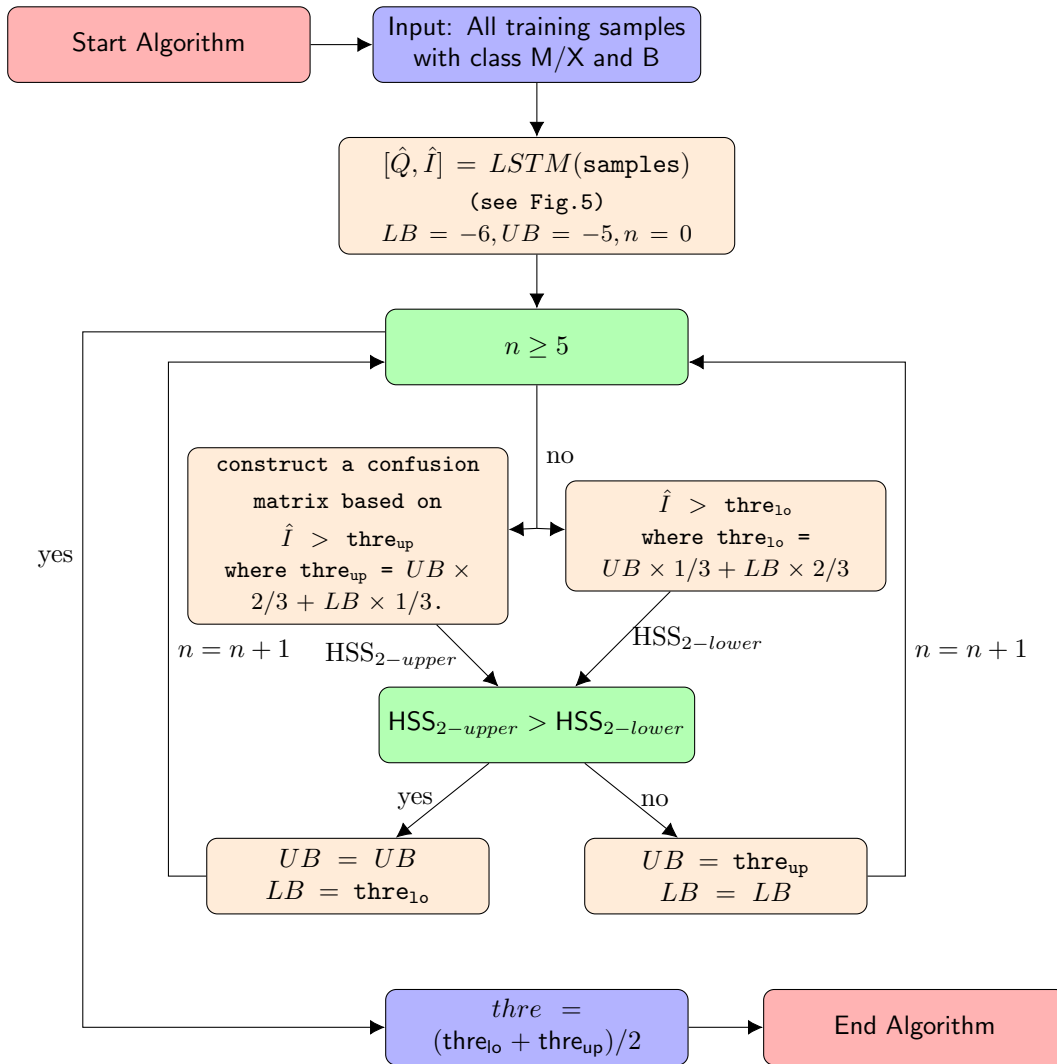 Start Algorithm
Input: All training samples
with class M/X and B
[Q̂, Î] = LSTM(samples)
(see Fig.5)
LB = −6, UB = −5, n = 0
n ≥ 5
no
yes
construct a confusion
matrix based on
Î > thre_up
where thre_up = UB ×
2/3 + LB × 1/3.
Î > thre_lo
where thre_lo =
UB × 1/3 + LB × 2/3
n = n + 1
HSS_2−upper
HSS_2−lower
n = n + 1
HSS_2−upper > HSS_2−lower
yes
no
UB = UB
LB = thre_lo
UB = thre_up
LB = LB
thre =
(thre_lo + thre_up)/2
End Algorithm